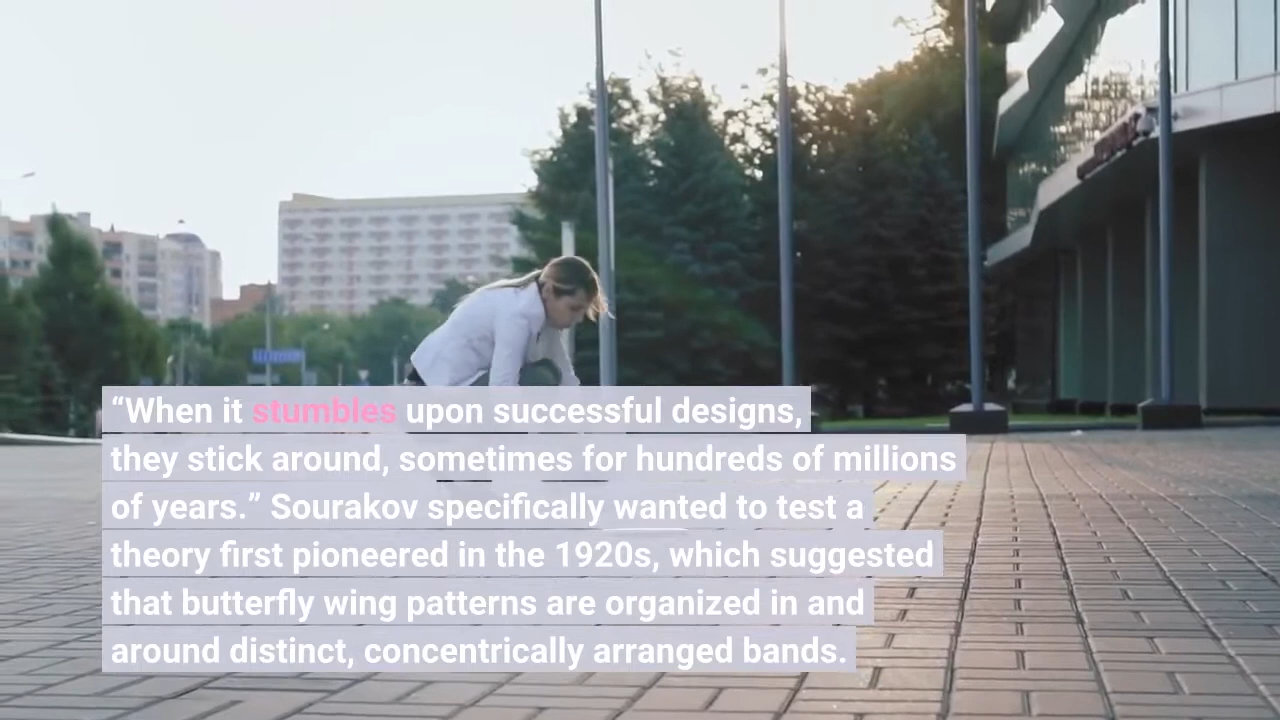 “When it stumbles upon successful designs,
they stick around, sometimes for hundreds of millions
of years.” Sourakov specifically wanted to test a
theory first pioneered in the 1920s, which suggested
that butterfly wing patterns are organized in and
around distinct, concentrically arranged bands.